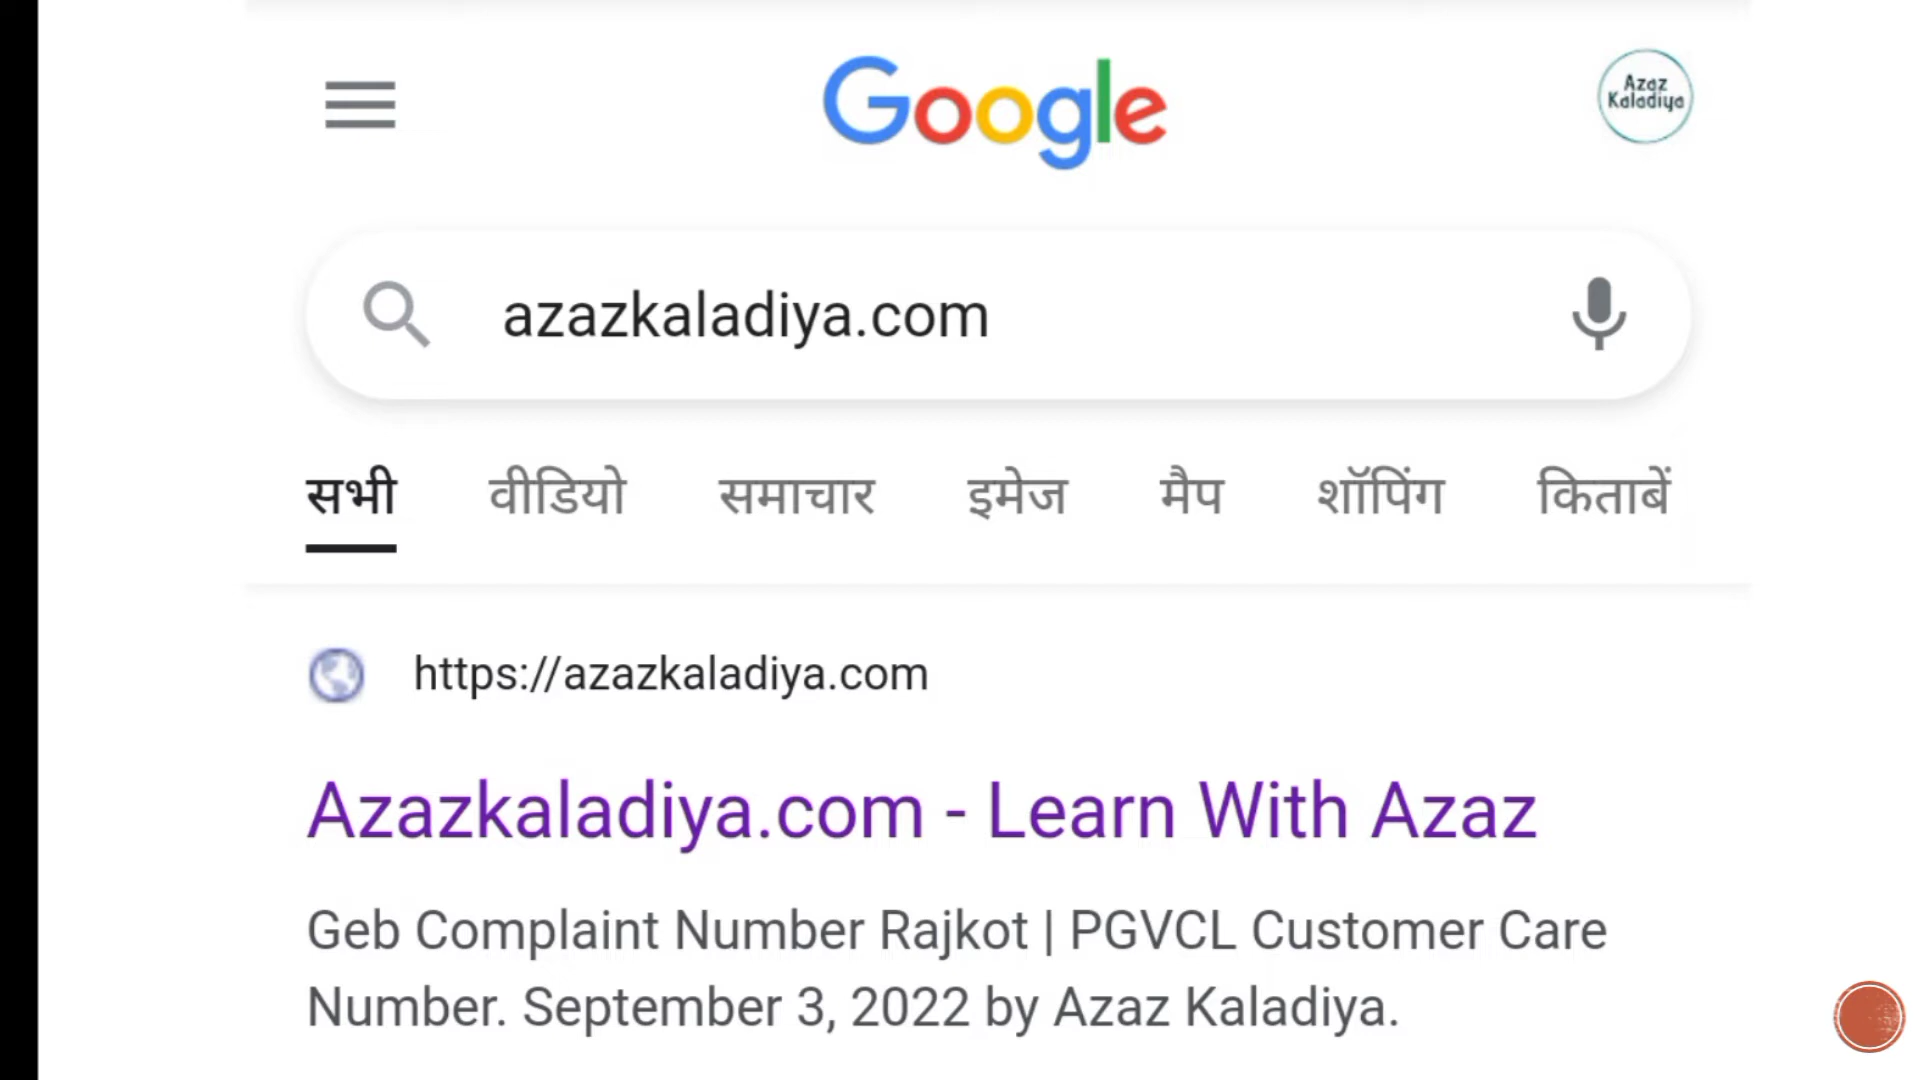 Google
Azaz
Kaladiya
azazkaladiya.com
सभी वीडियो समाचार इमेज मैप शॉपिंग किताबें
https://azazkaladiya.com
Azazkaladiya.com - Learn With Azaz
Geb Complaint Number Rajkot | PGVCL Customer Care
Number. September 3, 2022 by Azaz Kaladiya.